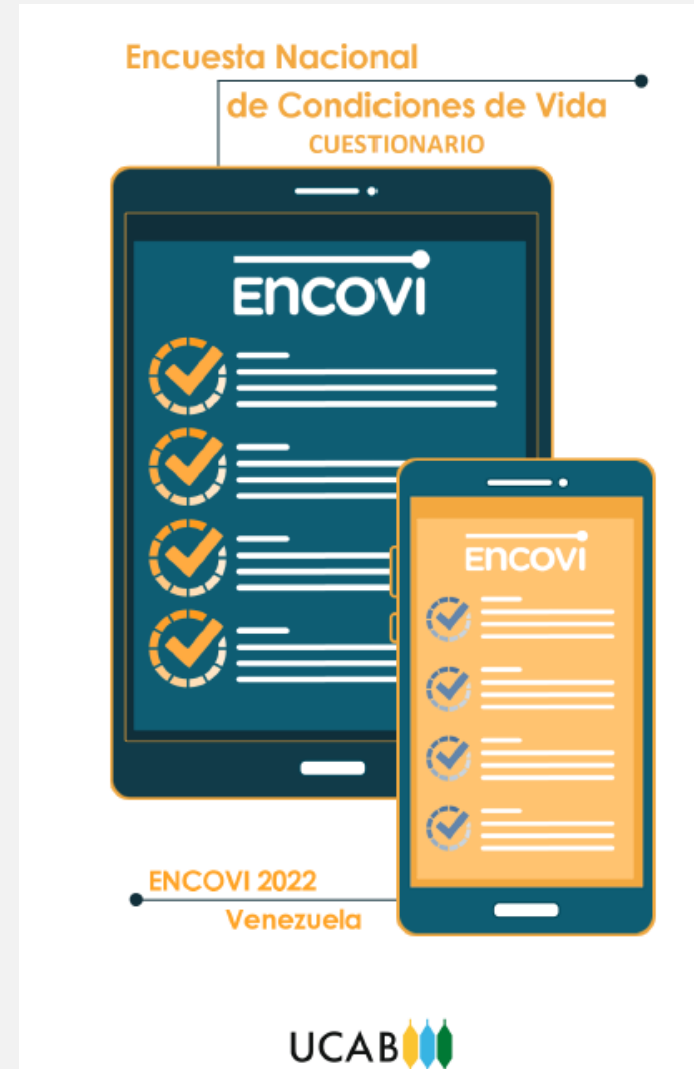 Encuesta Nacional
de Condiciones de Vida
CUESTIONARIO
ENCOVI
ENCOVI
ENCOVI 2022
Venezuela
UCAB